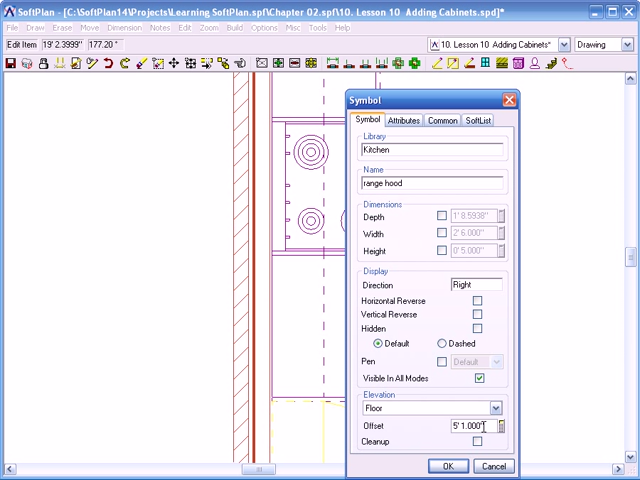 SoftPlan - [C:\SoftPlan14\Projects\Learning SoftPlan.spf\Chapter 02.spf\10. Lesson 10  Adding Cabinets.spd]*
File Draw Erase Move Dimension Notes Zoom Build Options Misc Tools Help
Edit Item 19' 2.3999" 177.20 ° 10. Lesson 10  Adding Cabinets* Drawing
Symbol
Symbol Attributes Common SoftList
Library
Kitchen
Name
range hood
Dimensions
Depth 1' 8.5938"
Width 2' 6.000"
Height 0' 5.000"
Display
Direction Right
Horizontal Reverse
Vertical Reverse
Hidden
Default Dashed
Pen Default
Visible In All Modes
Elevation
Floor
Offset 5' 1.000"
Cleanup
OK Cancel